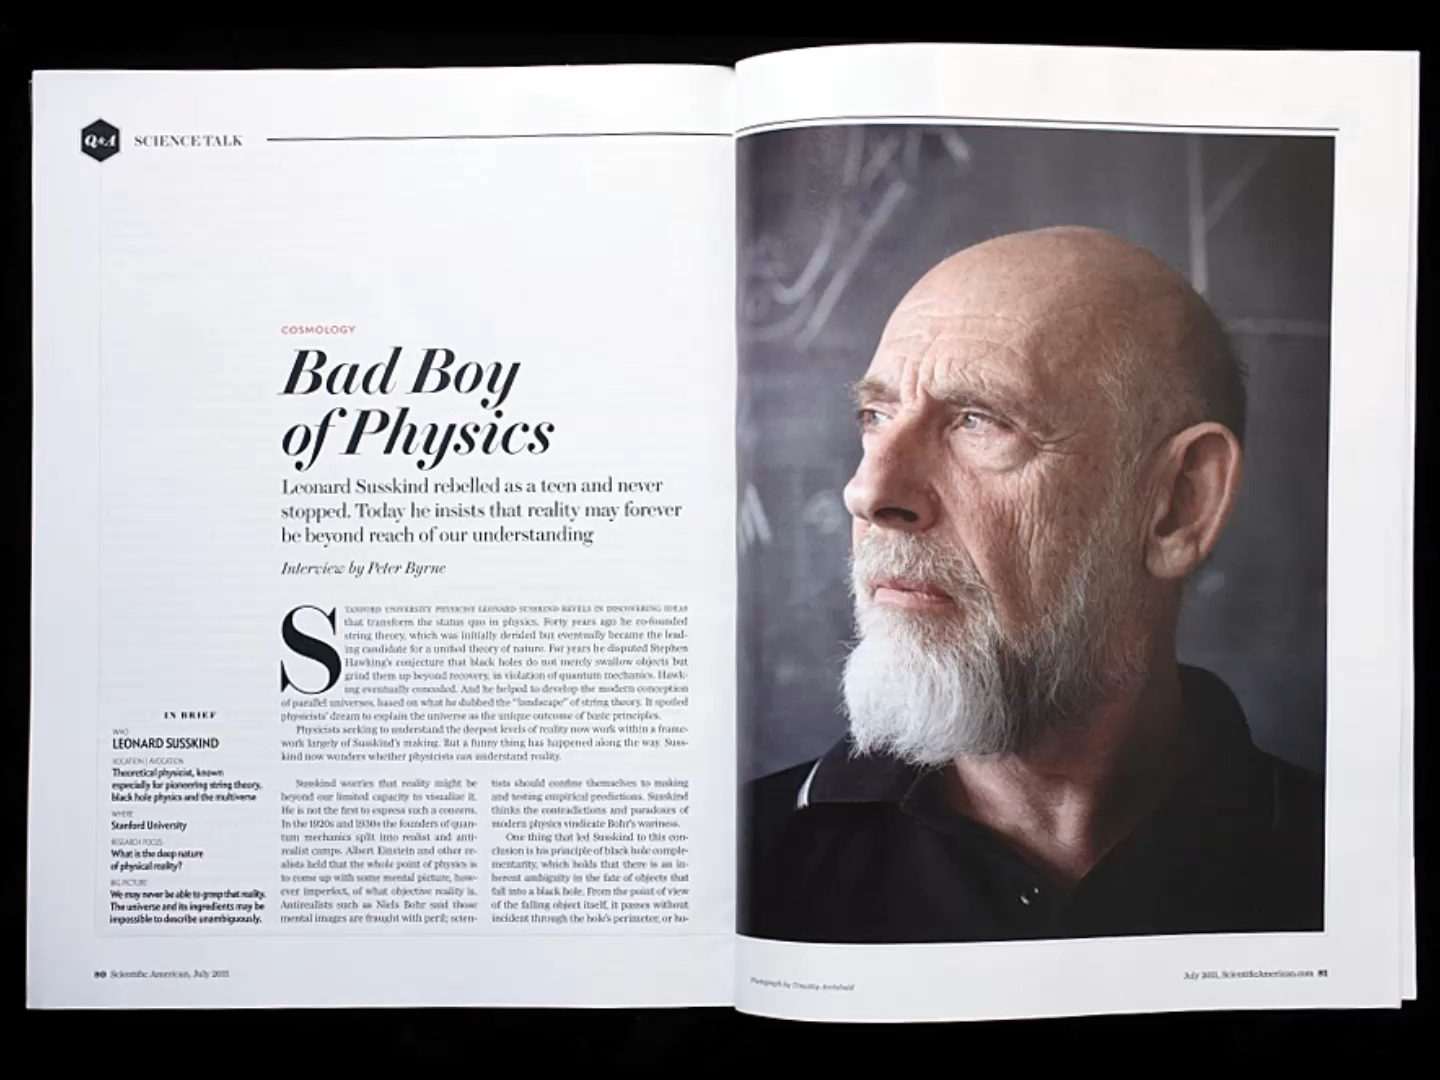 Q&A
SCIENCE TALK
COSMOLOGY
Bad Boy
of Physics
Leonard Susskind rebelled as a teen and never
stopped. Today he insists that reality may forever
be beyond reach of our understanding
Interview by Peter Byrne
STANFORD UNIVERSITY PHYSICIST LEONARD SUSSKIND REVELS IN DISCOVERING IDEAS
that transform the status quo in physics. Forty years ago he co-founded
string theory, which was initially derided but eventually became the lead-
ing candidate for a unified theory of nature. For years he disputed Stephen
Hawking's conjecture that black holes do not merely swallow objects but
grind them up beyond recovery, in violation of quantum mechanics. Hawk-
ing eventually conceded. And he helped to develop the modern conception
of parallel universes, based on what he dubbed the "landscape" of string theory. It spoiled
physicists' dream to explain the universe as the unique outcome of basic principles.
Physicists seeking to understand the deepest levels of reality now work within a frame-
work largely of Susskind's making. But a funny thing has happened along the way. Suss-
kind now wonders whether physicists can understand reality.
Susskind worries that reality might be
beyond our limited capacity to visualize it.
He is not the first to express such a concern.
In the 1920s and 1930s the founders of quan-
tum mechanics split into realist and anti-
realist camps. Albert Einstein and other re-
alists held that the whole point of physics is
to come up with some mental picture, how-
ever imperfect, of what objective reality is.
Antirealists such as Niels Bohr said those
mental images are fraught with peril; scien-
tists should confine themselves to making
and testing empirical predictions. Susskind
thinks the contradictions and paradoxes of
modern physics vindicate Bohr's wariness.
One thing that led Susskind to this con-
clusion is his principle of black hole comple-
mentarity, which holds that there is an in-
herent ambiguity in the fate of objects that
fall into a black hole. From the point of view
of the falling object itself, it passes without
incident through the hole's perimeter, or ho-
IN BRIEF
WHO
LEONARD SUSSKIND
VOCATION | AVOCATION
Theoretical physicist, known
especially for pioneering string theory,
black hole physics and the multiverse
WHERE
Stanford University
RESEARCH FOCUS
What is the deep nature
of physical reality?
BIG PICTURE
We may never be able to grasp that reality.
The universe and its ingredients may be
impossible to describe unambiguously.
80 Scientific American, July 2011
Photograph by Timothy Archibald
July 2011, ScientificAmerican.com 81